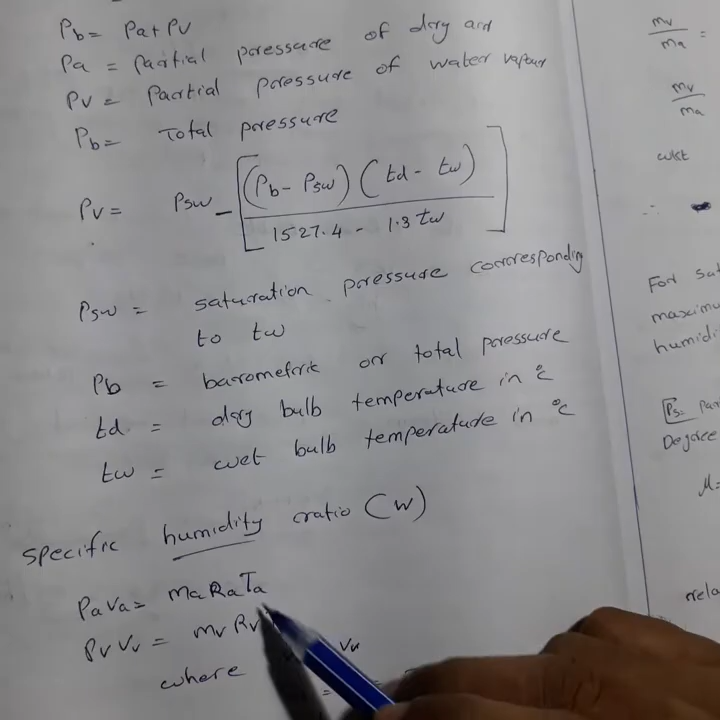 Pb = Pa + Pv
Pa = Partial pressure of dry air
Pv = Partial pressure of water vapour
Pb = Total pressure
Pv = Psw - [(Pb - Psw) (td - tw) / 1527.4 - 1.3 tw]
Psw = saturation pressure corresponding
to tw
Pb = barometric or total pressure
td = dry bulb temperature in °c
tw = wet bulb temperature in °c
specific humidity ratio (w)
PaVa = maRaTa
PvVv = mvRv
where Vv
=
mv/ma =
mv/ma
wkt
∴
For sat
maximu
humidi
Ps = par
Degree
μ =
rela